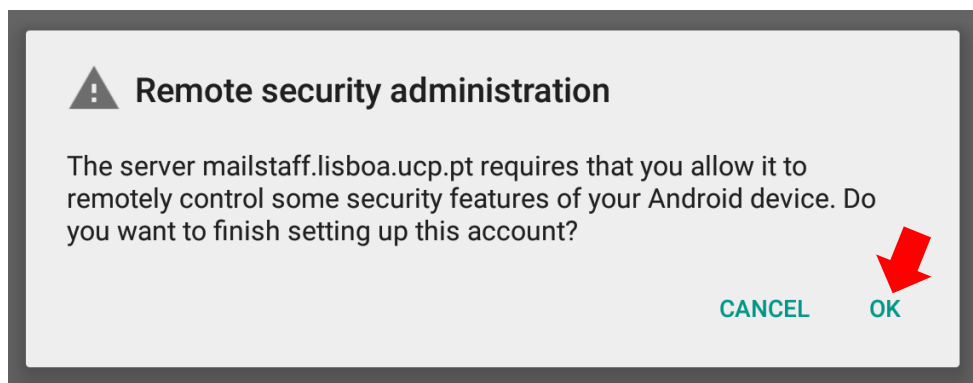 Remote security administration
The server mailstaff.lisboa.ucp.pt requires that you allow it to
remotely control some security features of your Android device. Do
you want to finish setting up this account?
CANCEL OK